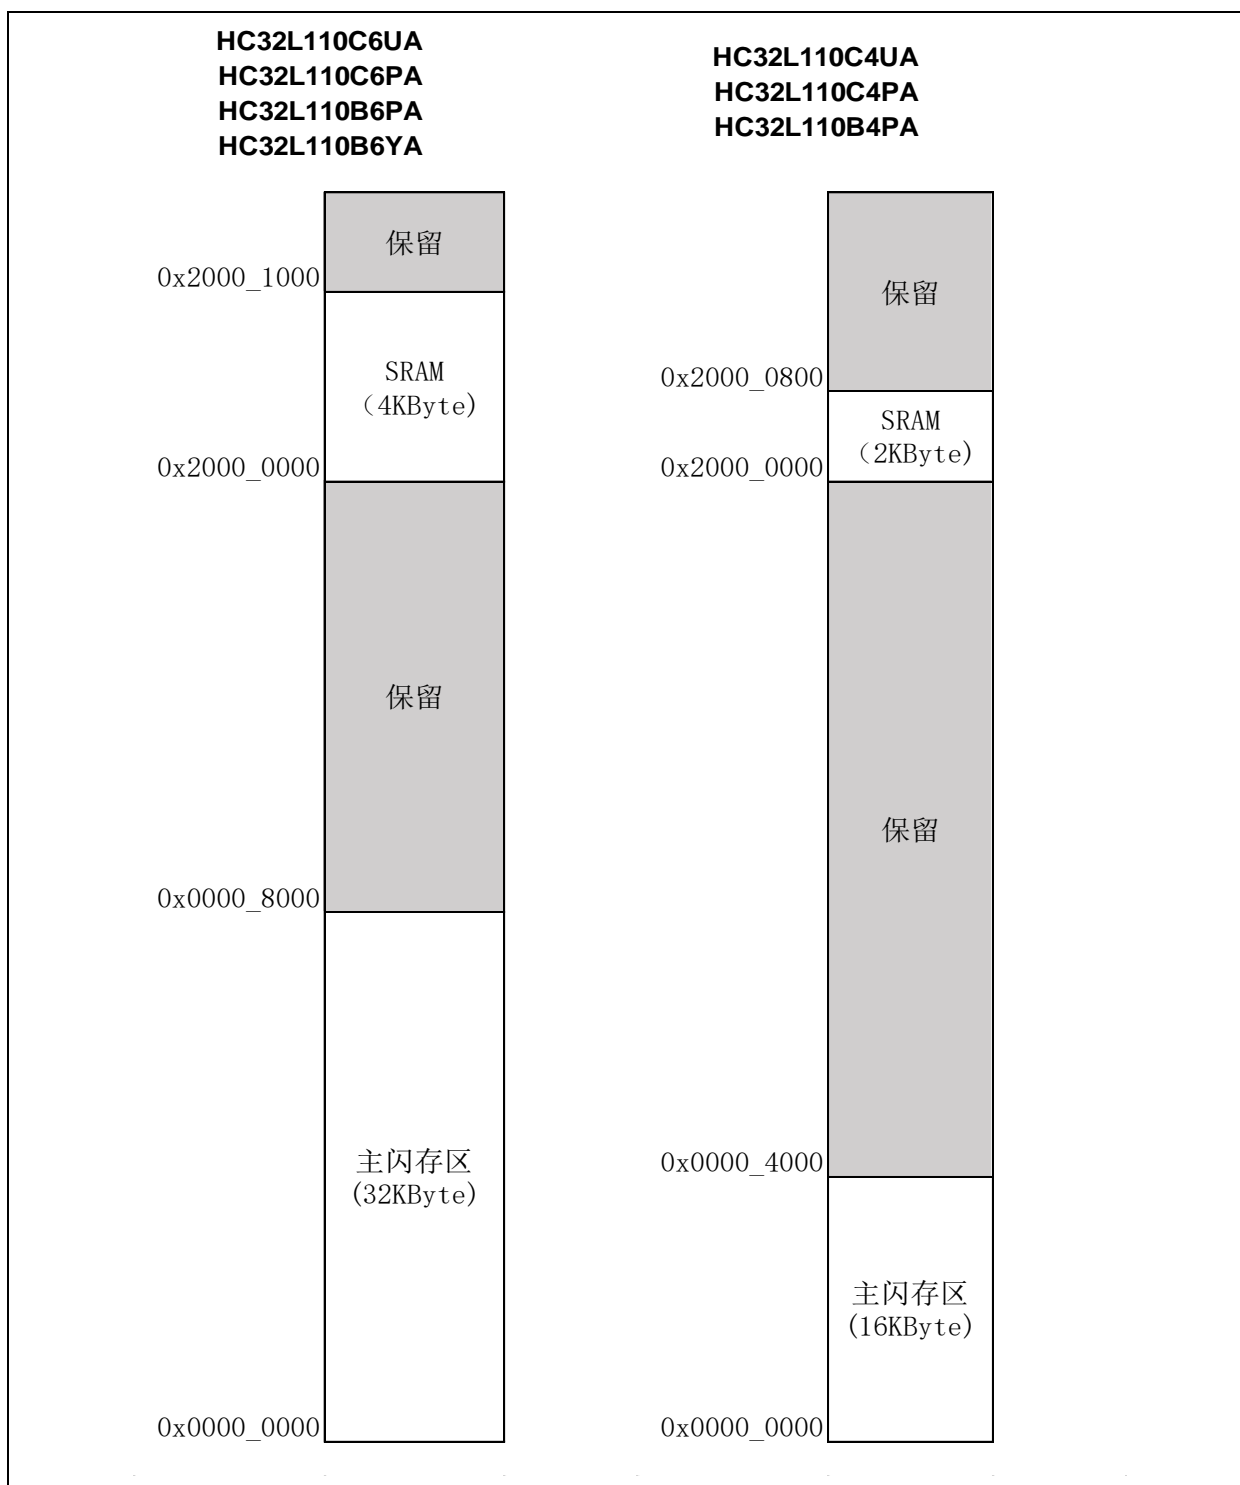 HC32L110C6UA
HC32L110C6PA
HC32L110B6PA
HC32L110B6YA
保留
0x2000_1000
SRAM
（4KByte)
0x2000_0000
保留
0x0000_8000
主闪存区
(32KByte)
0x0000_0000
HC32L110C4UA
HC32L110C4PA
HC32L110B4PA
保留
0x2000_0800
SRAM
（2KByte)
0x2000_0000
保留
0x0000_4000
主闪存区
(16KByte)
0x0000_0000